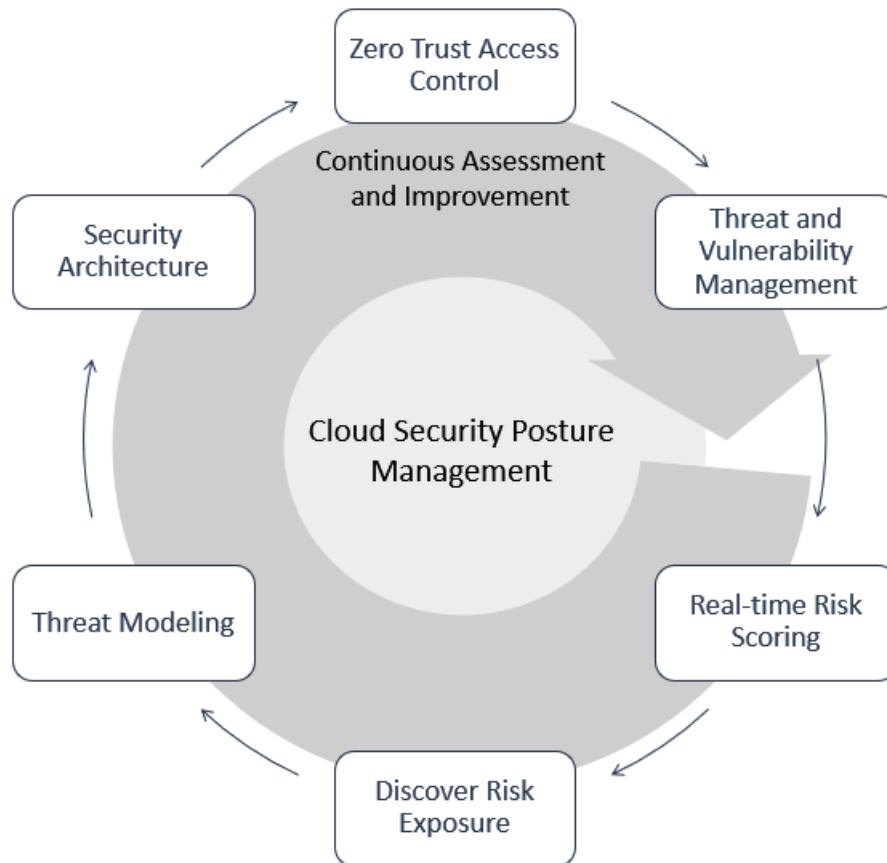 Zero Trust Access
Control
Continuous Assessment
and Improvement
Security
Architecture
Threat and
Vulnerability
Management
Cloud Security Posture
Management
Threat Modeling
Real-time Risk
Scoring
Discover Risk
Exposure